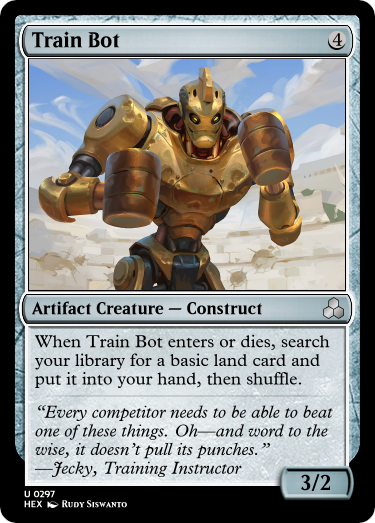 Train Bot 4
Artifact Creature — Construct
When Train Bot enters or dies, search
your library for a basic land card and
put it into your hand, then shuffle.
“Every competitor needs to be able to beat
one of these things. Oh—and word to the
wise, it doesn’t pull its punches.”
—Jecky, Training Instructor
3/2
U 0297
HEX Rudy Siswanto